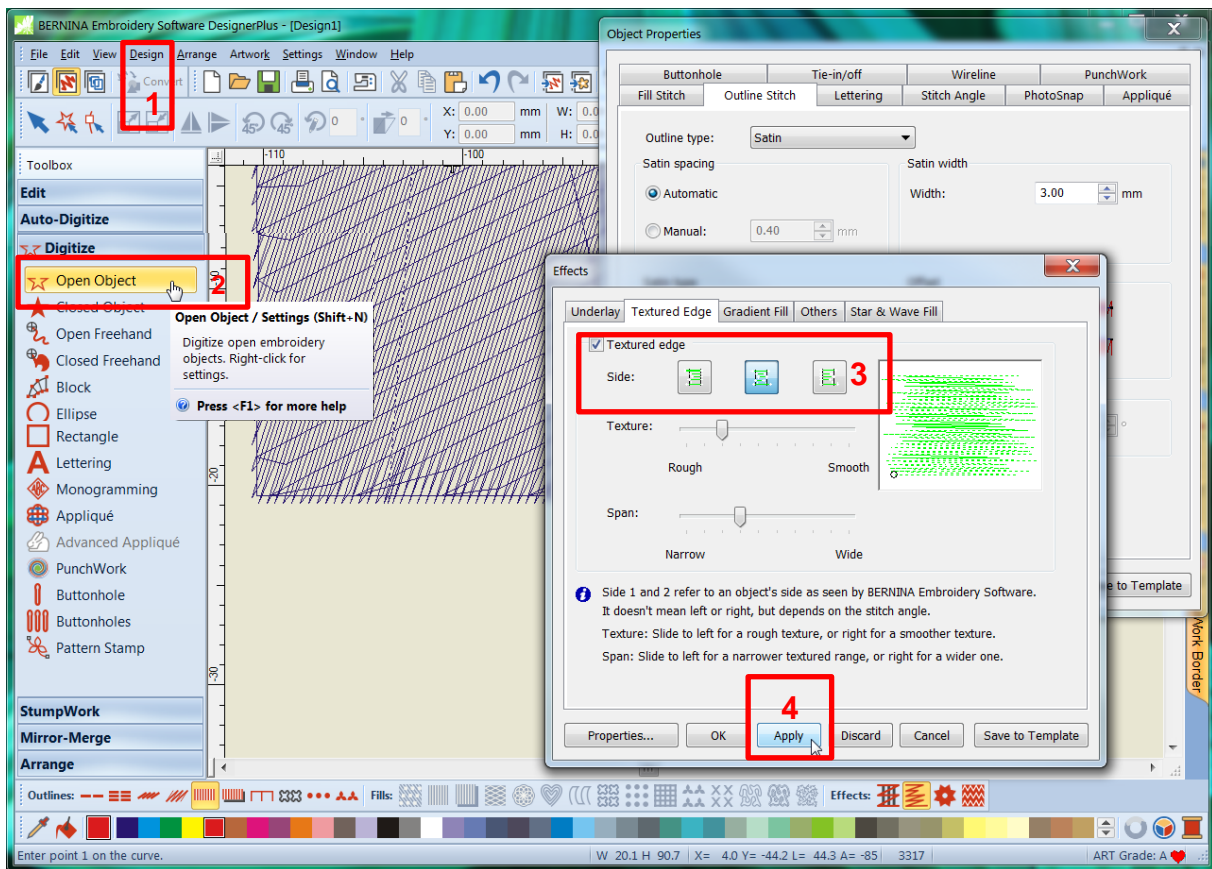 BERNINA Embroidery Software DesignerPlus - [Design1]
File Edit View Design Arrange Artwork Settings Window Help
Convert
1
45 45 0 0
X: 0.00 mm W: 0.0
Y: 0.00 mm H: 0.0
Toolbox
Edit
Auto-Digitize
Digitize
Open Object
2
Closed Object
Open Freehand
Closed Freehand
Block
Ellipse
Rectangle
Lettering
Monogramming
Appliqué
Advanced Appliqué
PunchWork
Buttonhole
Buttonholes
Pattern Stamp
StumpWork
Mirror-Merge
Arrange
Open Object / Settings (Shift+N)
Digitize open embroidery
objects. Right-click for
settings.
Press <F1> for more help
-110 -100
-20
-30
Object Properties
Buttonhole Tie-in/off Wireline PunchWork
Fill Stitch Outline Stitch Lettering Stitch Angle PhotoSnap Appliqué
Outline type: Satin
Satin spacing Satin width
Automatic Width: 3.00 mm
Manual: 0.40 mm
e to Template
Work Border
Effects
Underlay Textured Edge Gradient Fill Others Star & Wave Fill
Textured edge
Side: 3
Texture:
Rough Smooth
Span:
Narrow Wide
Side 1 and 2 refer to an object's side as seen by BERNINA Embroidery Software.
It doesn't mean left or right, but depends on the stitch angle.
Texture: Slide to left for a rough texture, or right for a smoother texture.
Span: Slide to left for a narrower textured range, or right for a wider one.
4
Properties... OK Apply Discard Cancel Save to Template
Outlines: Fills: Effects:
Enter point 1 on the curve. W 20.1 H 90.7 X= 4.0 Y= -44.2 L= 44.3 A= -85 3317 ART Grade: A